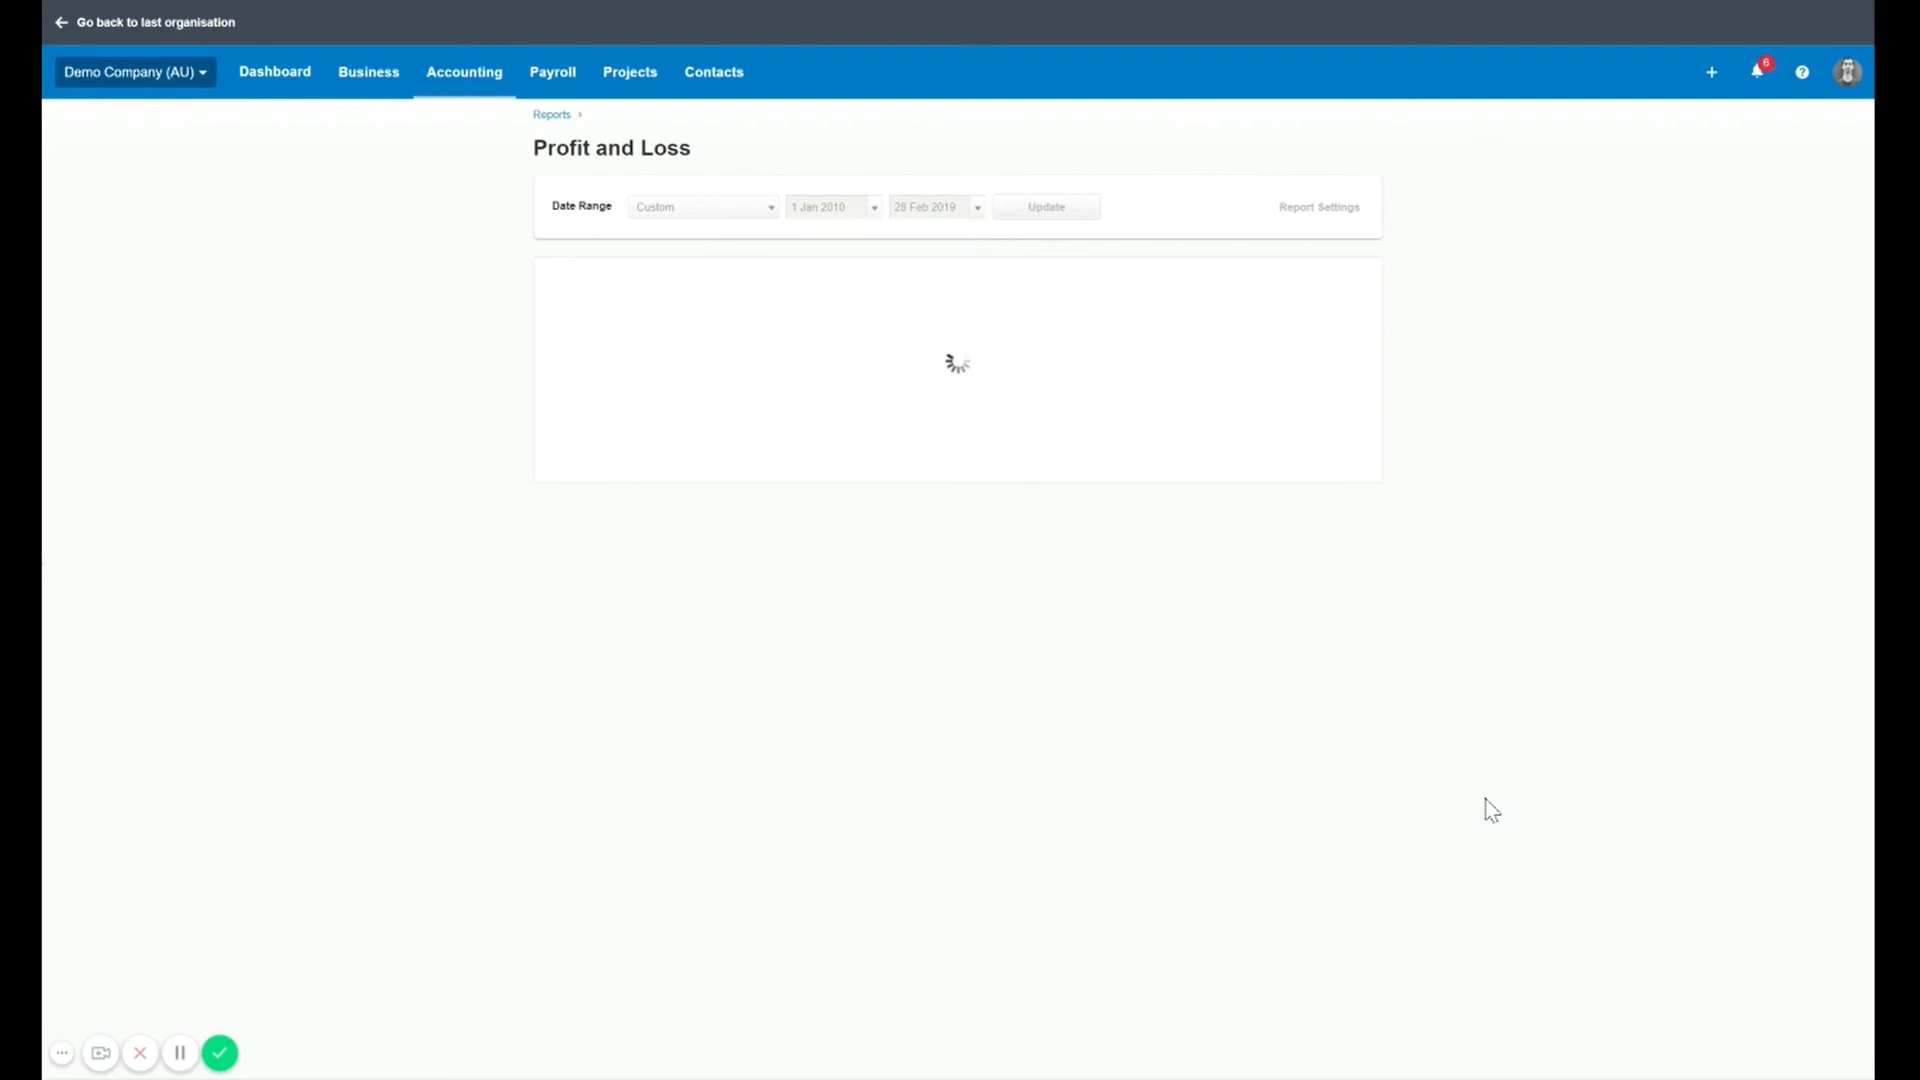 Go back to last organisation
Demo Company (AU) Dashboard Business Accounting Payroll Projects Contacts 6
Reports
Profit and Loss
Date Range Custom 1 Jan 2010 28 Feb 2019 Update Report Settings